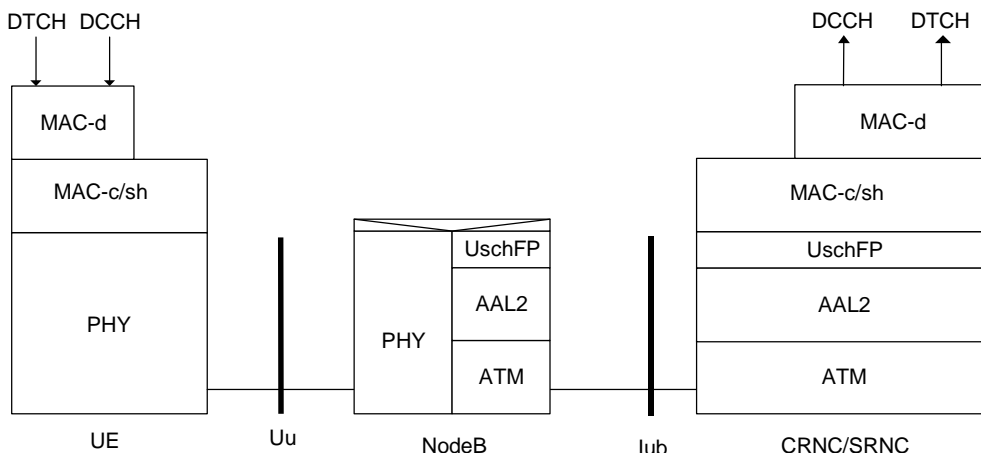 DTCH DCCH
DCCH DTCH
MAC-d
MAC-d
MAC-c/sh
MAC-c/sh
UschFP
UschFP
PHY
PHY
AAL2
AAL2
ATM
ATM
UE
Uu
NodeB
Iub
CRNC/SRNC